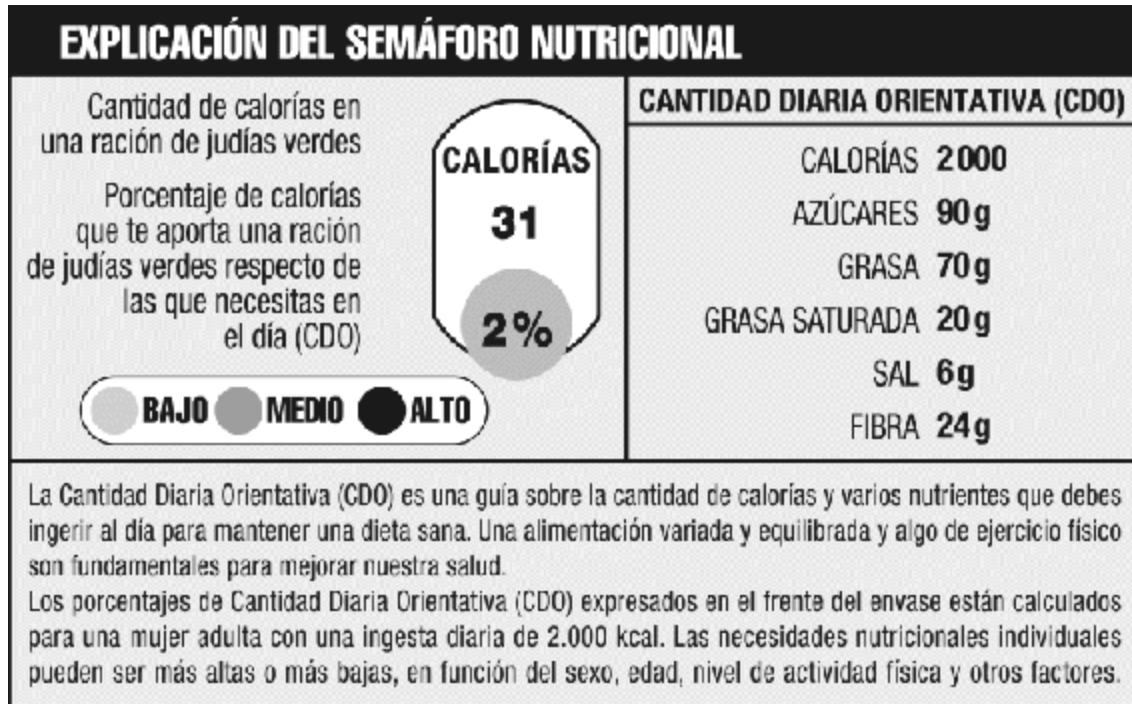 EXPLICACIÓN DEL SEMÁFORO NUTRICIONAL
Cantidad de calorías en
una ración de judías verdes
Porcentaje de calorías
que te aporta una ración
de judías verdes respecto de
las que necesitas en
el día (CDO)
CALORÍAS
31
2%
BAJO MEDIO ALTO
CANTIDAD DIARIA ORIENTATIVA (CDO)
CALORÍAS 2000
AZÚCARES 90g
GRASA 70g
GRASA SATURADA 20g
SAL 6g
FIBRA 24g
La Cantidad Diaria Orientativa (CDO) es una guía sobre la cantidad de calorías y varios nutrientes que debes
ingerir al día para mantener una dieta sana. Una alimentación variada y equilibrada y algo de ejercicio físico
son fundamentales para mejorar nuestra salud.
Los porcentajes de Cantidad Diaria Orientativa (CDO) expresados en el frente del envase están calculados
para una mujer adulta con una ingesta diaria de 2.000 kcal. Las necesidades nutricionales individuales
pueden ser más altas o más bajas, en función del sexo, edad, nivel de actividad física y otros factores.